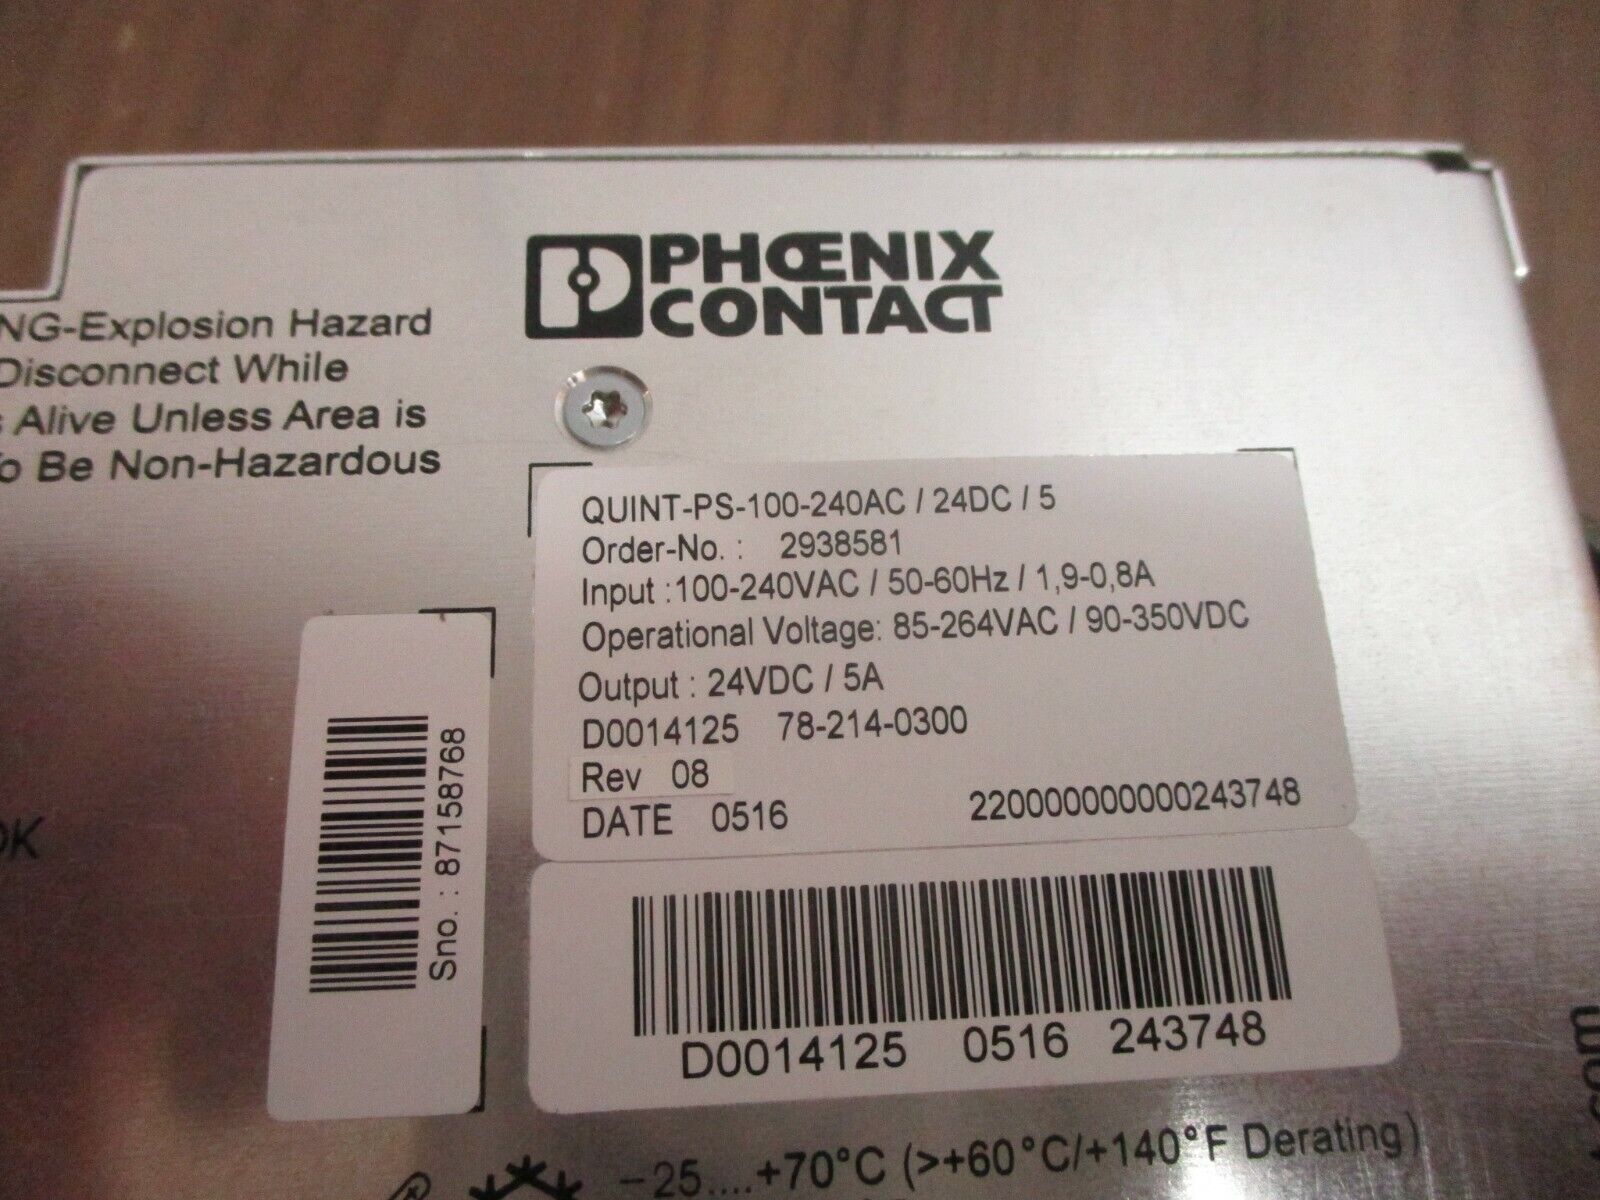 PHŒNIX
CONTACT
NG-Explosion Hazard
Disconnect While
Alive Unless Area is
o Be Non-Hazardous
QUINT-PS-100-240AC / 24DC / 5
Order-No. : 2938581
Input :100-240VAC / 50-60Hz / 1,9-0,8A
Operational Voltage: 85-264VAC / 90-350VDC
Output : 24VDC / 5A
D0014125 78-214-0300
Rev 08
DATE 0516 220000000000243748
Sno. : 87158768
OK
D0014125 0516 243748
-25....+70°C (>+60°C/+140°F Derating)
.com